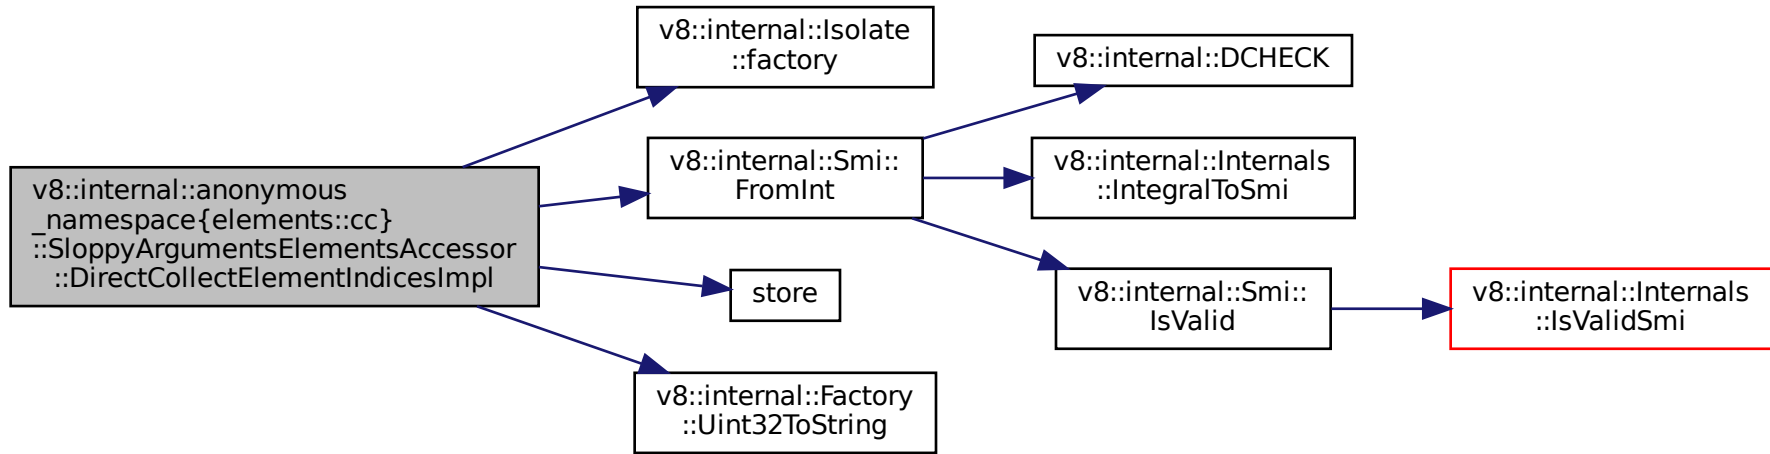 v8::internal::anonymous
_namespace{elements::cc}
::SloppyArgumentsElementsAccessor
::DirectCollectElementIndicesImpl
v8::internal::Isolate
::factory
v8::internal::Smi::
FromInt
store
v8::internal::Factory
::Uint32ToString
v8::internal::DCHECK
v8::internal::Internals
::IntegralToSmi
v8::internal::Smi::
IsValid
v8::internal::Internals
::IsValidSmi